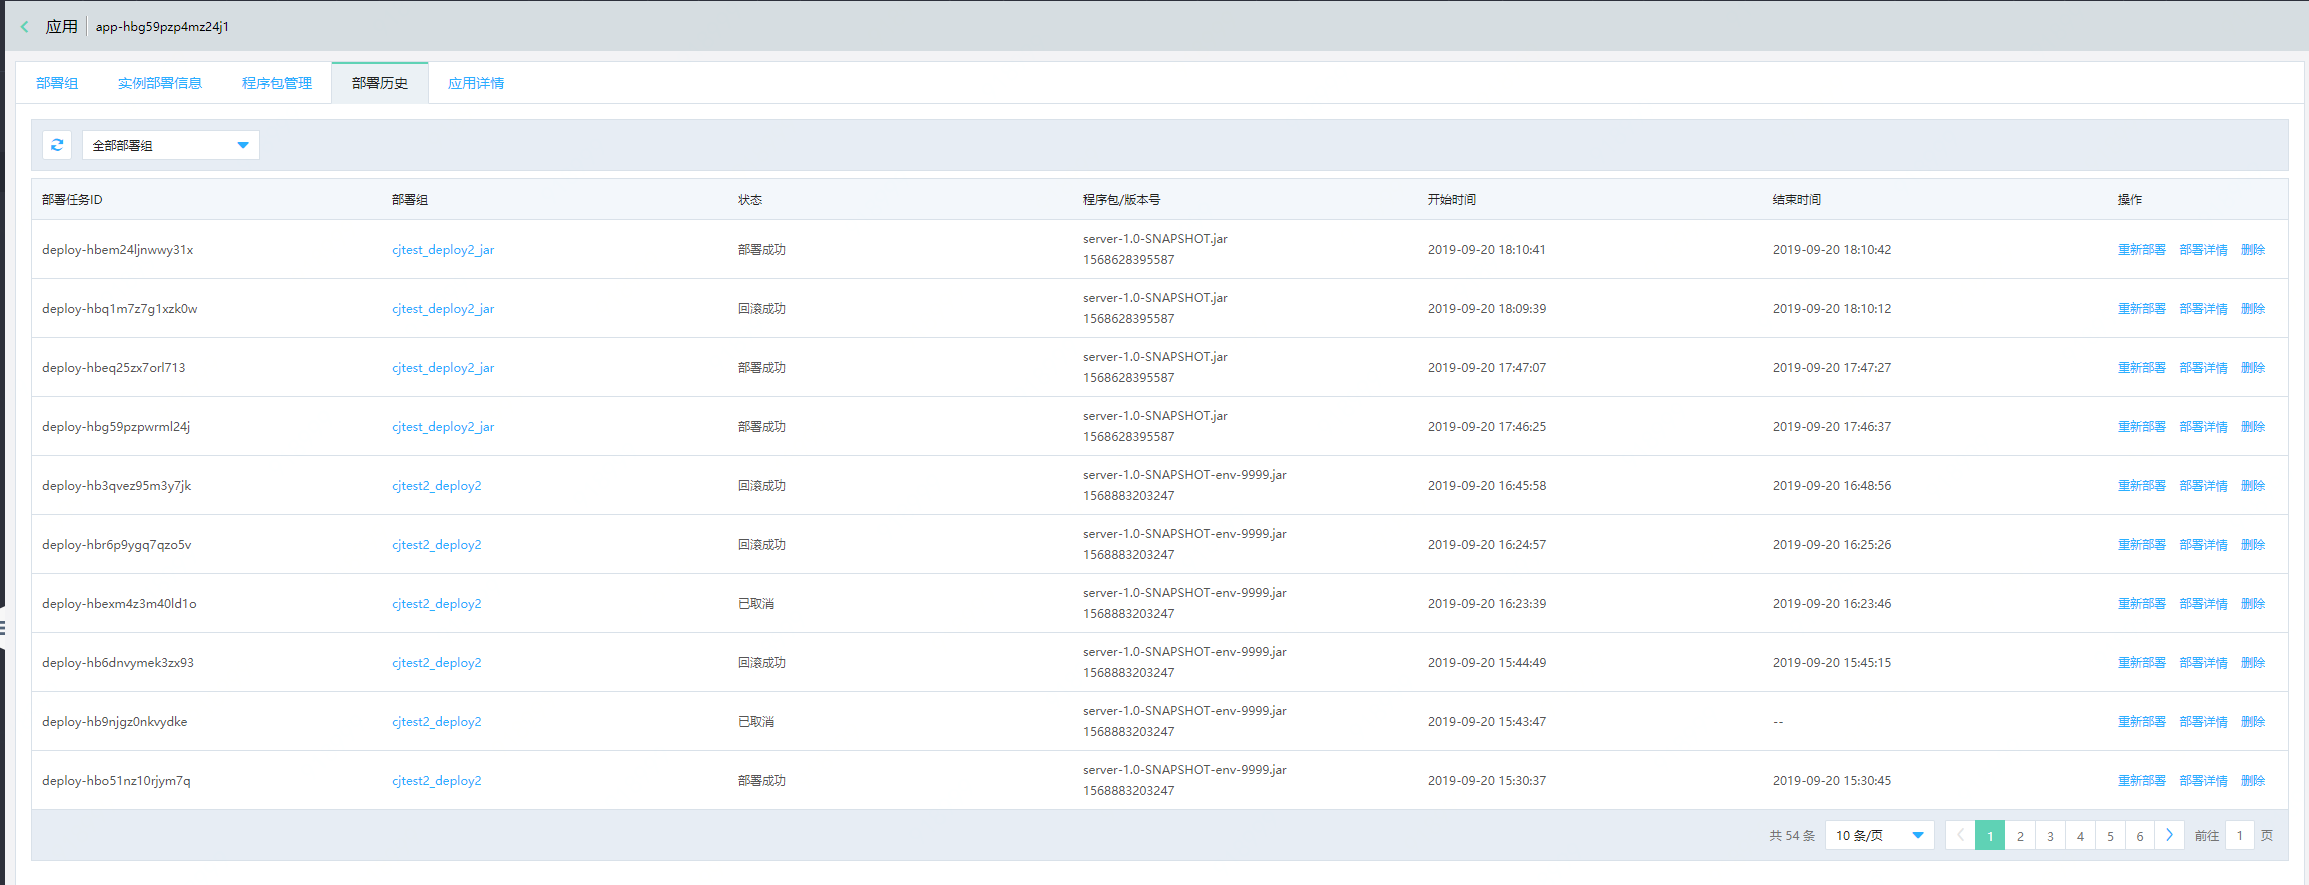 应用 app-hbg59pzp4mz24j1
部署组 实例部署信息 程序包管理 部署历史 应用详情
全部部署组
部署任务ID 部署组 状态 程序包/版本号 开始时间 结束时间 操作
deploy-hbem24ljnwwy31x cjtest_deploy2_jar 部署成功 server-1.0-SNAPSHOT.jar 2019-09-20 18:10:41 2019-09-20 18:10:42 重新部署 部署详情 删除
1568628395587
deploy-hbq1m7z7g1xzk0w cjtest_deploy2_jar 回滚成功 server-1.0-SNAPSHOT.jar 2019-09-20 18:09:39 2019-09-20 18:10:12 重新部署 部署详情 删除
1568628395587
deploy-hbeq25zx7orl713 cjtest_deploy2_jar 部署成功 server-1.0-SNAPSHOT.jar 2019-09-20 17:47:07 2019-09-20 17:47:27 重新部署 部署详情 删除
1568628395587
deploy-hbg59pzpwrml24j cjtest_deploy2_jar 部署成功 server-1.0-SNAPSHOT.jar 2019-09-20 17:46:25 2019-09-20 17:46:37 重新部署 部署详情 删除
1568628395587
deploy-hb3qvez95m3y7jk cjtest2_deploy2 回滚成功 server-1.0-SNAPSHOT-env-9999.jar 2019-09-20 16:45:58 2019-09-20 16:48:56 重新部署 部署详情 删除
1568883203247
deploy-hbr6p9ygq7qzo5v cjtest2_deploy2 回滚成功 server-1.0-SNAPSHOT-env-9999.jar 2019-09-20 16:24:57 2019-09-20 16:25:26 重新部署 部署详情 删除
1568883203247
deploy-hbexm4z3m40ld1o cjtest2_deploy2 已取消 server-1.0-SNAPSHOT-env-9999.jar 2019-09-20 16:23:39 2019-09-20 16:23:46 重新部署 部署详情 删除
1568883203247
deploy-hb6dnvymek3zx93 cjtest2_deploy2 回滚成功 server-1.0-SNAPSHOT-env-9999.jar 2019-09-20 15:44:49 2019-09-20 15:45:15 重新部署 部署详情 删除
1568883203247
deploy-hb9njgz0nkvydke cjtest2_deploy2 已取消 server-1.0-SNAPSHOT-env-9999.jar 2019-09-20 15:43:47 -- 重新部署 部署详情 删除
1568883203247
deploy-hbo51nz10rjym7q cjtest2_deploy2 部署成功 server-1.0-SNAPSHOT-env-9999.jar 2019-09-20 15:30:37 2019-09-20 15:30:45 重新部署 部署详情 删除
1568883203247
共 54 条 10 条/页 1 2 3 4 5 6 前往 1 页